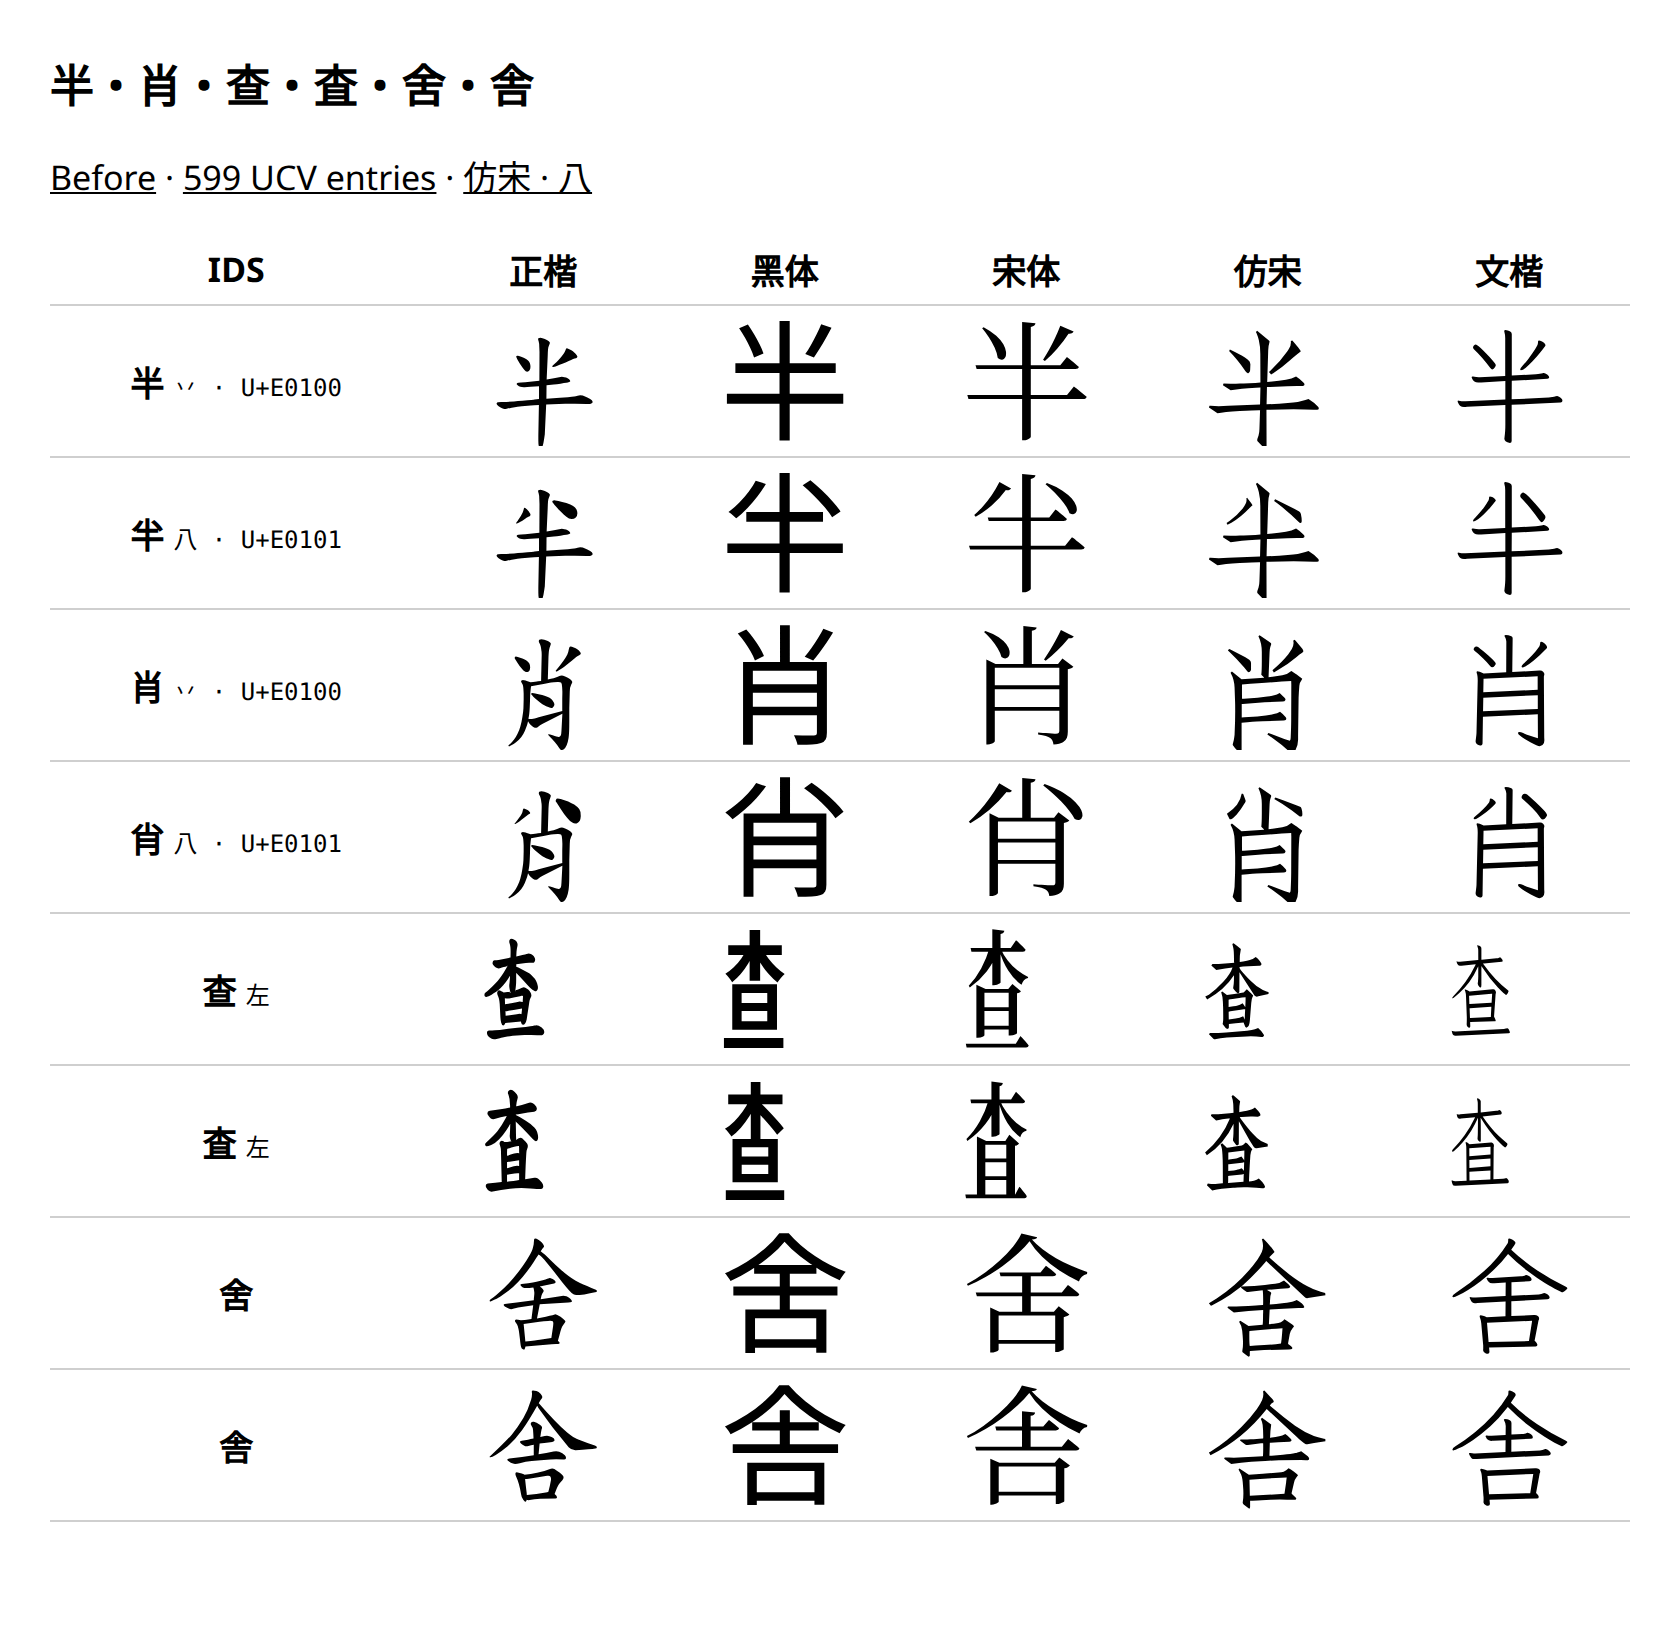 半・肖・查・査・舍・舎
Before · 599 UCV entries · 仿宋 · 八
IDS 正楷 黑体 宋体 仿宋 文楷
半 丷 · U+E0100 半 半 半 半 半
半󠄁 八 · U+E0101 半󠄁 半󠄁 半󠄁 半󠄁 半󠄁
肖 丷 · U+E0100 肖 肖 肖 肖 肖
肖󠄁 八 · U+E0101 肖󠄁 肖󠄁 肖󠄁 肖󠄁 肖󠄁
查 左 查 查 查 查 查
査 左 査 查 査 査 査
舍 舍 舍 舍 舍 舍
舎 舎 舎 舎 舎 舎